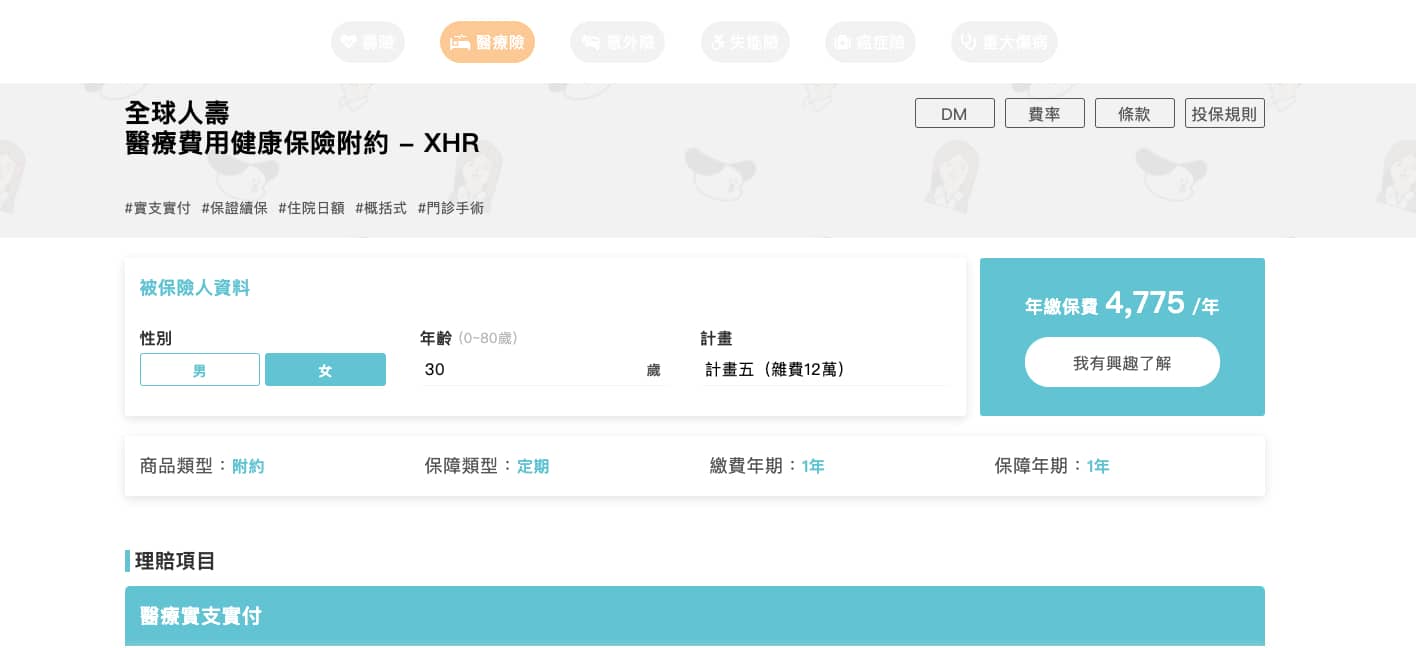 壽險 醫療險 意外險 失能險 癌症險 重大傷病
全球人壽
醫療費用健康保險附約 – XHR
DM 費率 條款 投保規則
#實支實付 #保證續保 #住院日額 #概括式 #門診手術
被保險人資料
性別 年齡 (0~80歲) 計畫
男 女 30 歲 計畫五（雜費12萬）
年繳保費 4,775 /年
我有興趣了解
商品類型：附約 保障類型：定期 繳費年期：1年 保障年期：1年
理賠項目
醫療實支實付